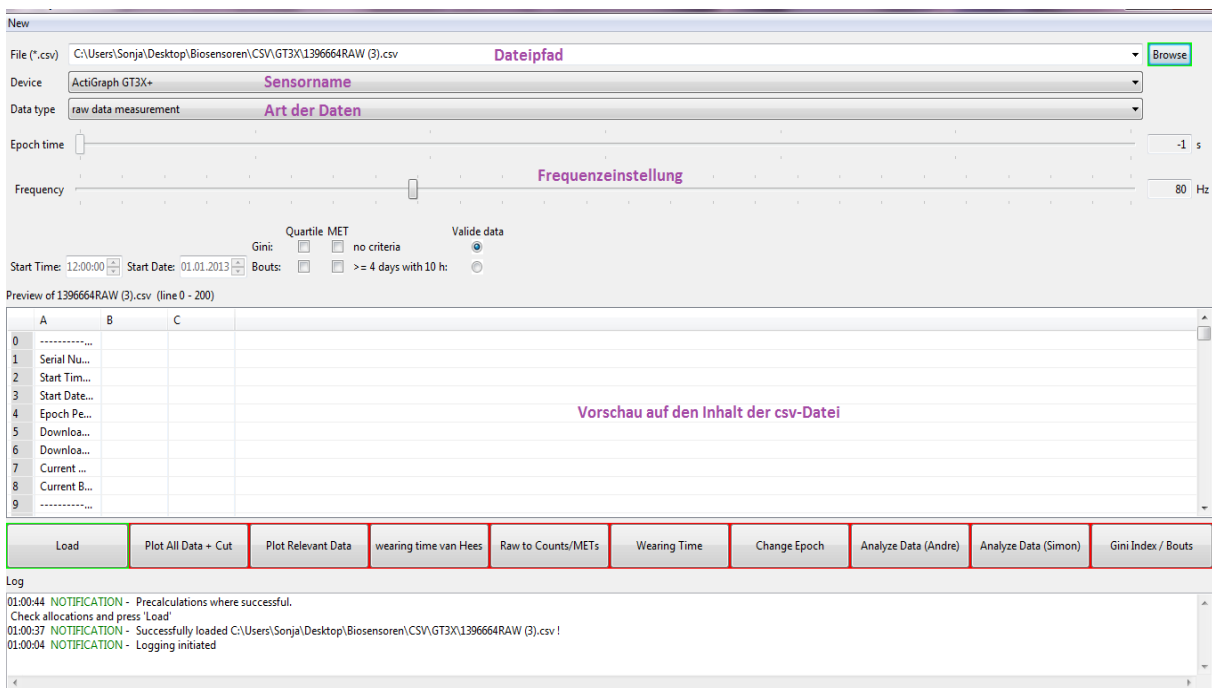 New
File (*.csv) C:\Users\Sonja\Desktop\Biosensoren\CSV\GT3X\1396664RAW (3).csv Dateipfad Browse
Device ActiGraph GT3X+ Sensorname
Data type raw data measurement Art der Daten
Epoch time -1 s
Frequenzeinstellung
Frequency 80 Hz
Quartile MET Valide data
Gini: no criteria
Start Time: 12:00:00 Start Date: 01.01.2013 Bouts: >= 4 days with 10 h:
Preview of 1396664RAW (3).csv (line 0 - 200)
A B C
0 ----------...
1 Serial Nu...
2 Start Tim...
3 Start Date...
4 Epoch Pe... Vorschau auf den Inhalt der csv-Datei
5 Downloa...
6 Downloa...
7 Current ...
8 Current B...
9 ----------...
Load Plot All Data + Cut Plot Relevant Data wearing time van Hees Raw to Counts/METs Wearing Time Change Epoch Analyze Data (Andre) Analyze Data (Simon) Gini Index / Bouts
Log
01:00:44 NOTIFICATION - Precalculations where successful.
Check allocations and press 'Load'
01:00:37 NOTIFICATION - Successfully loaded C:\Users\Sonja\Desktop\Biosensoren\CSV\GT3X\1396664RAW (3).csv !
01:00:04 NOTIFICATION - Logging initiated